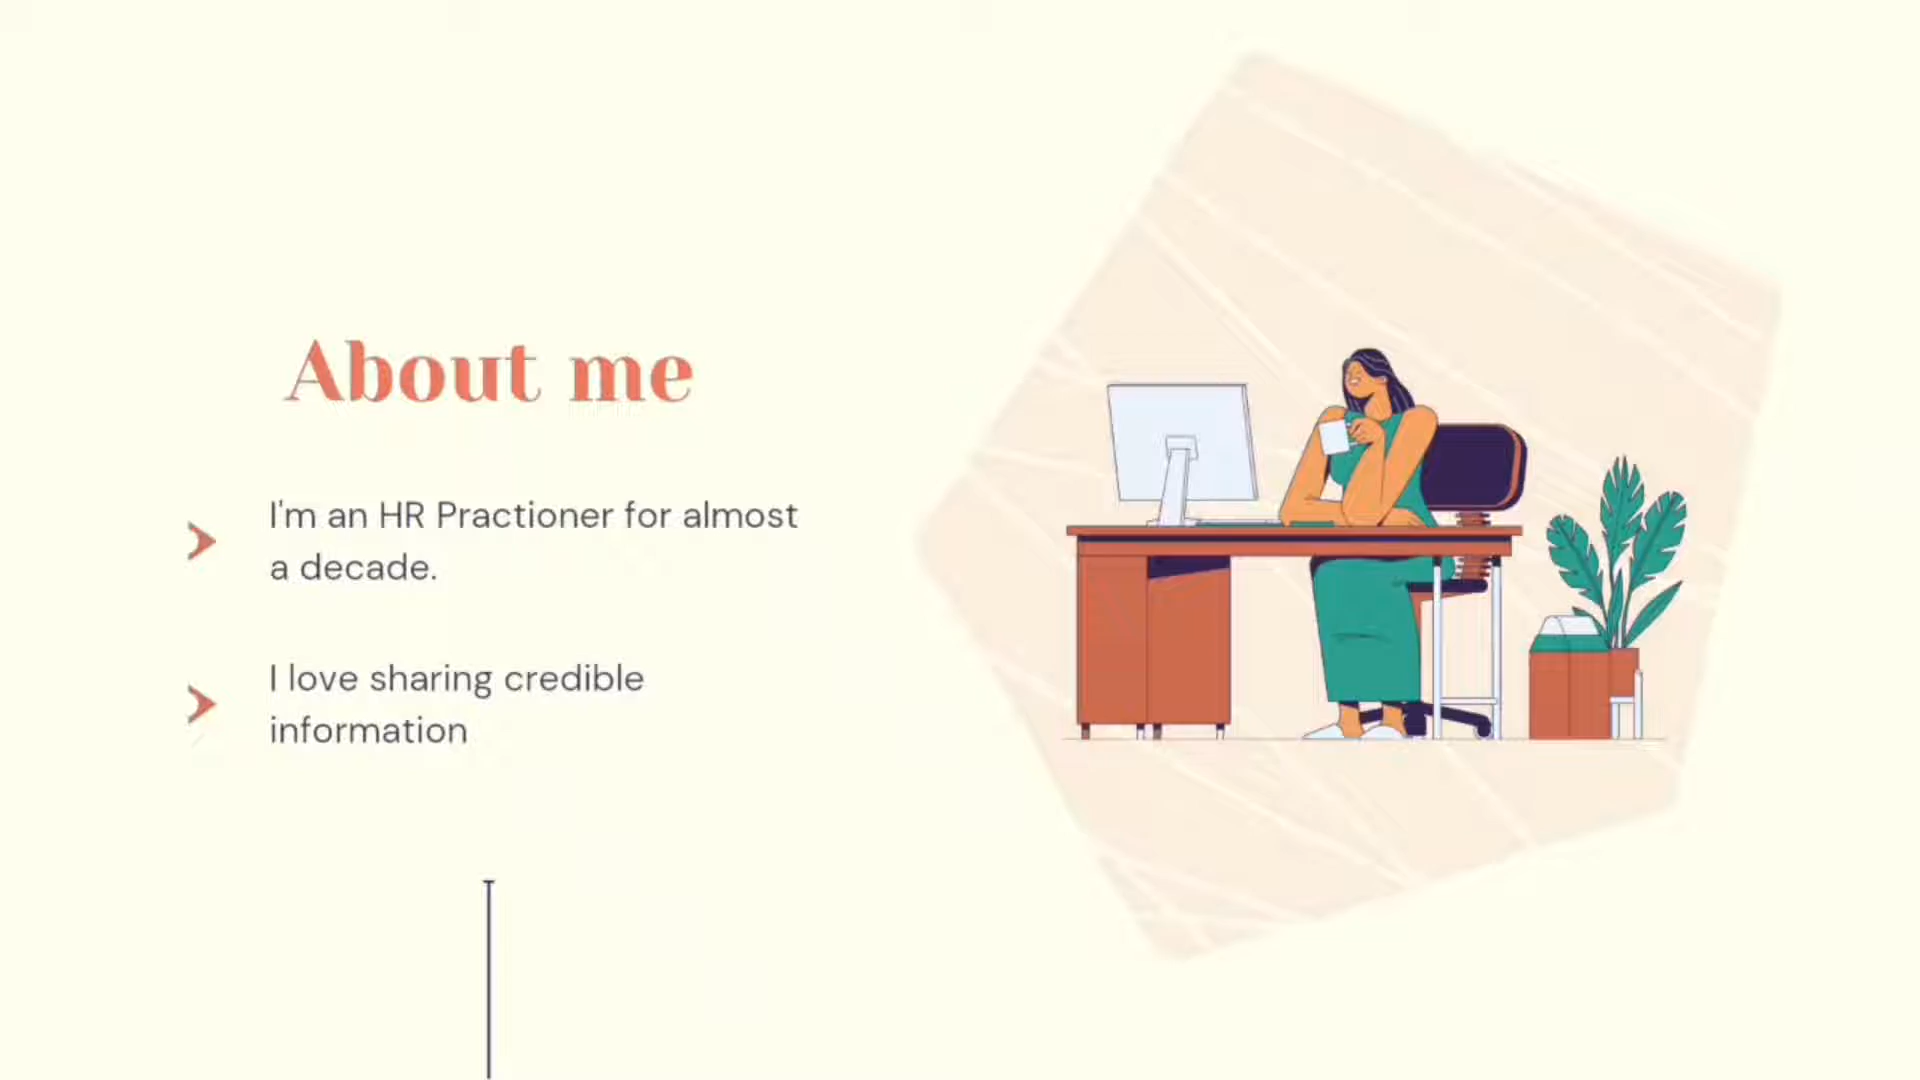 About me
I'm an HR Practioner for almost
a decade.
I love sharing credible
information